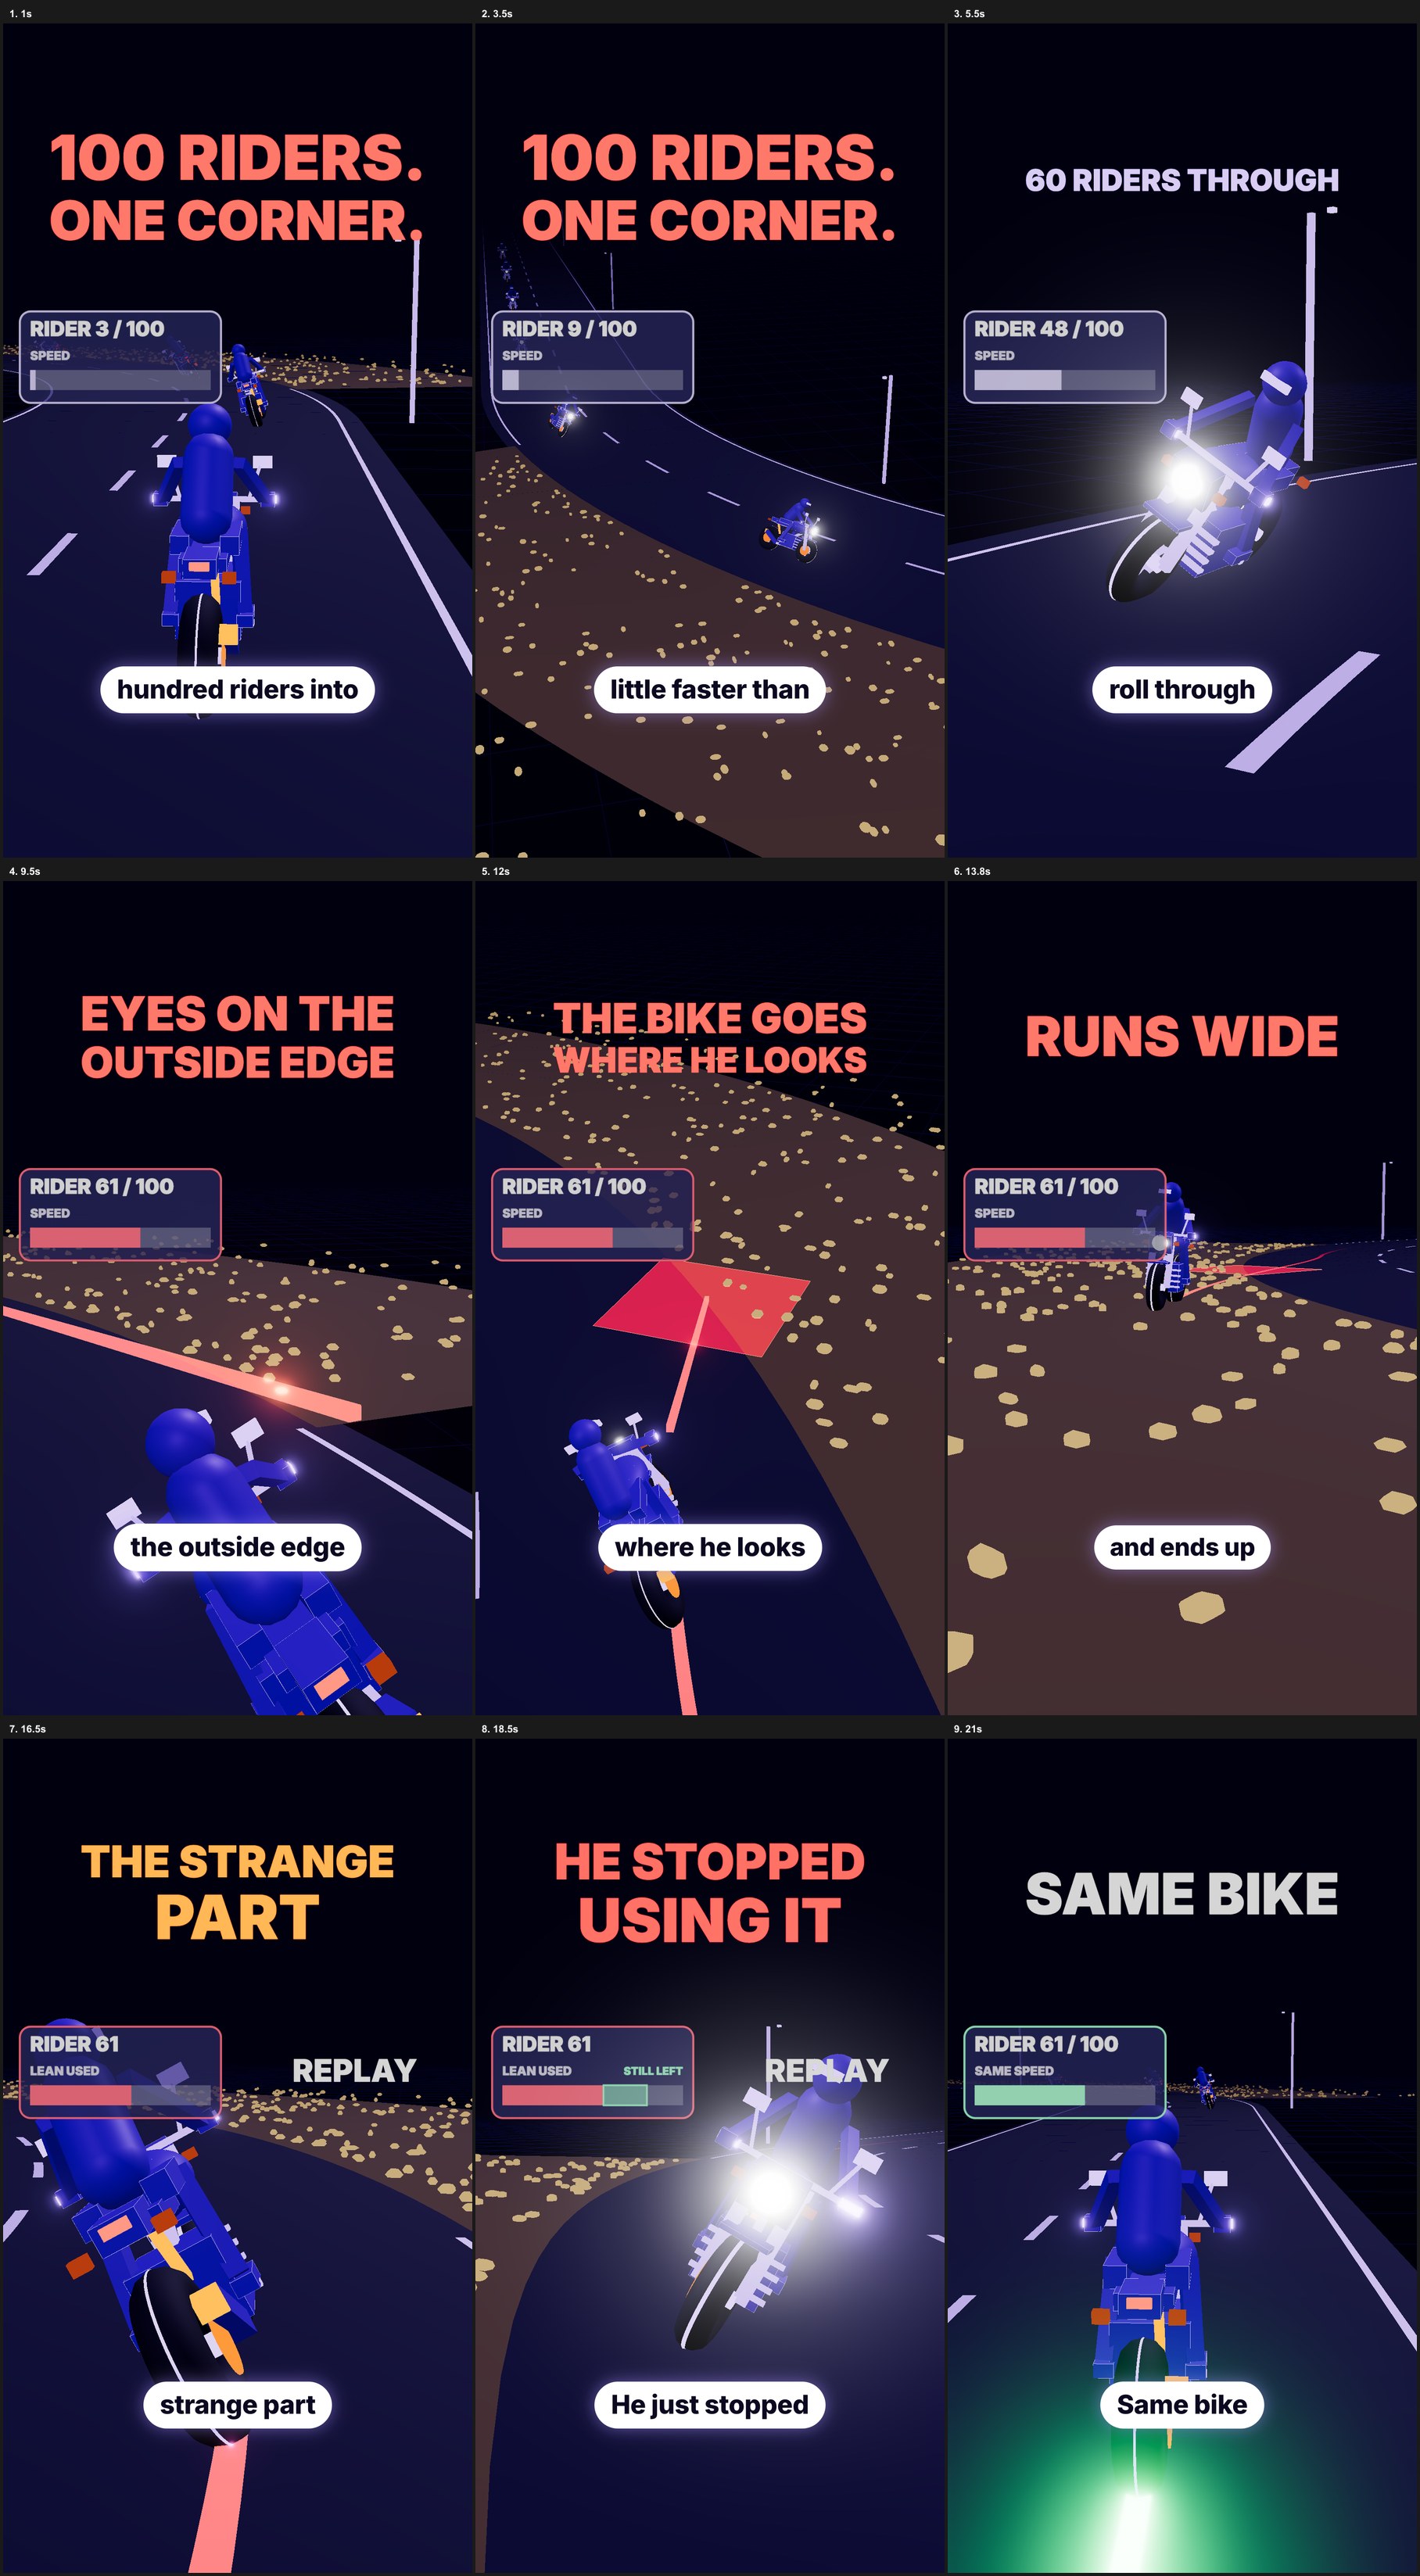 1. 1s
100 RIDERS.
ONE CORNER.
RIDER 3 / 100
SPEED
hundred riders into
2. 3.5s
100 RIDERS.
ONE CORNER.
RIDER 9 / 100
SPEED
little faster than
3. 5.5s
60 RIDERS THROUGH
RIDER 48 / 100
SPEED
roll through
4. 9.5s
EYES ON THE
OUTSIDE EDGE
RIDER 61 / 100
SPEED
the outside edge
5. 12s
THE BIKE GOES
WHERE HE LOOKS
RIDER 61 / 100
SPEED
where he looks
6. 13.8s
RUNS WIDE
RIDER 61 / 100
SPEED
and ends up
7. 16.5s
THE STRANGE
PART
RIDER 61
LEAN USED
REPLAY
strange part
8. 18.5s
HE STOPPED
USING IT
RIDER 61
LEAN USED STILL LEFT
REPLAY
He just stopped
9. 21s
SAME BIKE
RIDER 61 / 100
SAME SPEED
Same bike